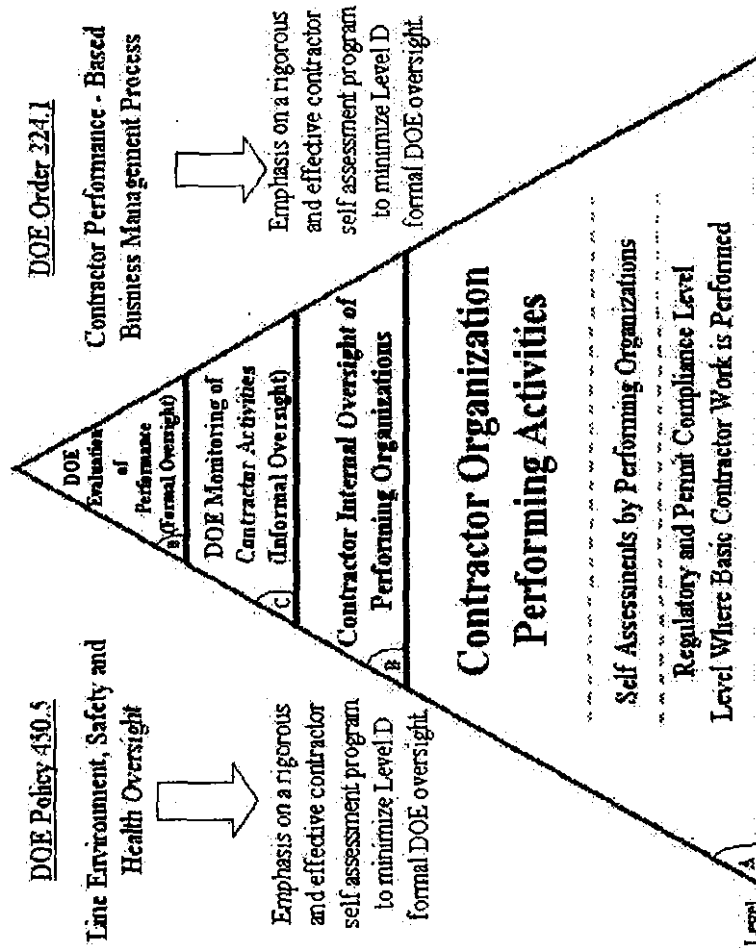 DOE Policy 450.5
Line Environment, Safety and
Health Oversight
Emphasis on a rigorous
and effective contractor
self assessment program
to minimize Level D
formal DOE oversight.
DOE Order 224.1
Contractor Performance - Based
Business Management Process
Emphasis on a rigorous
and effective contractor
self assessment program
to minimize Level D
formal DOE oversight.
DOE
Evaluation
of
Performance
(Formal Oversight)
DOE Monitoring of
Contractor Activities
C (Informal Oversight)
Contractor Internal Oversight of
B Performing Organizations
Contractor Organization
Performing Activities
Self Assessments by Performing Organizations
Regulatory and Permit Compliance Level
Level Where Basic Contractor Work is Performed
A
Level